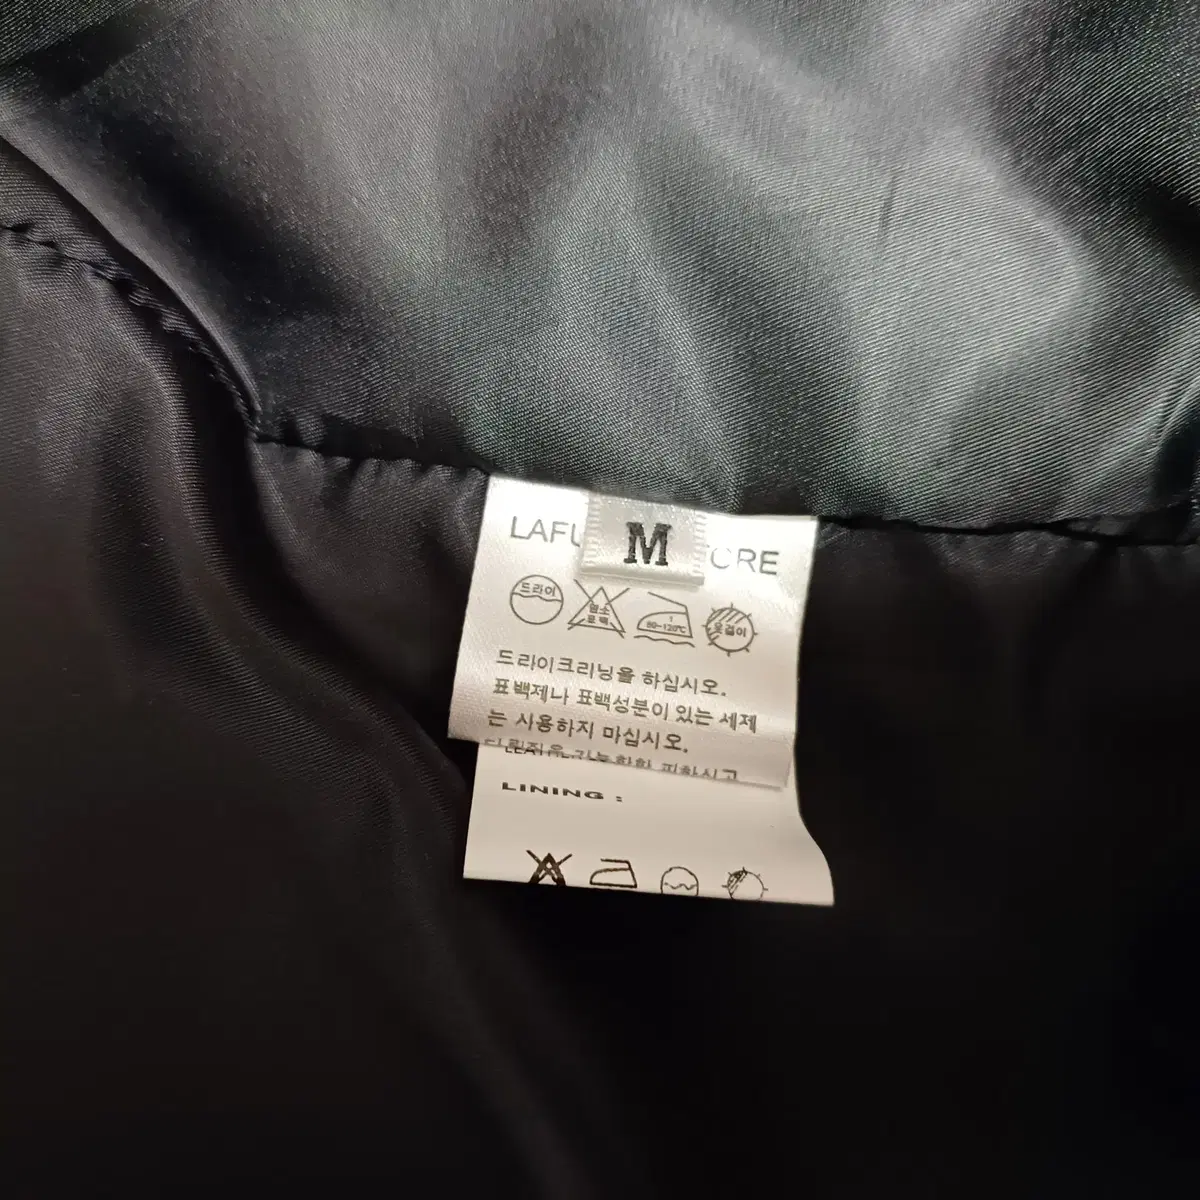 M
드라이
염소
표백
80~120℃
옷걸이
드라이크리닝을 하십시오.
표백제나 표백성분이 있는 세제
는 사용하지 마십시오.
LINING :